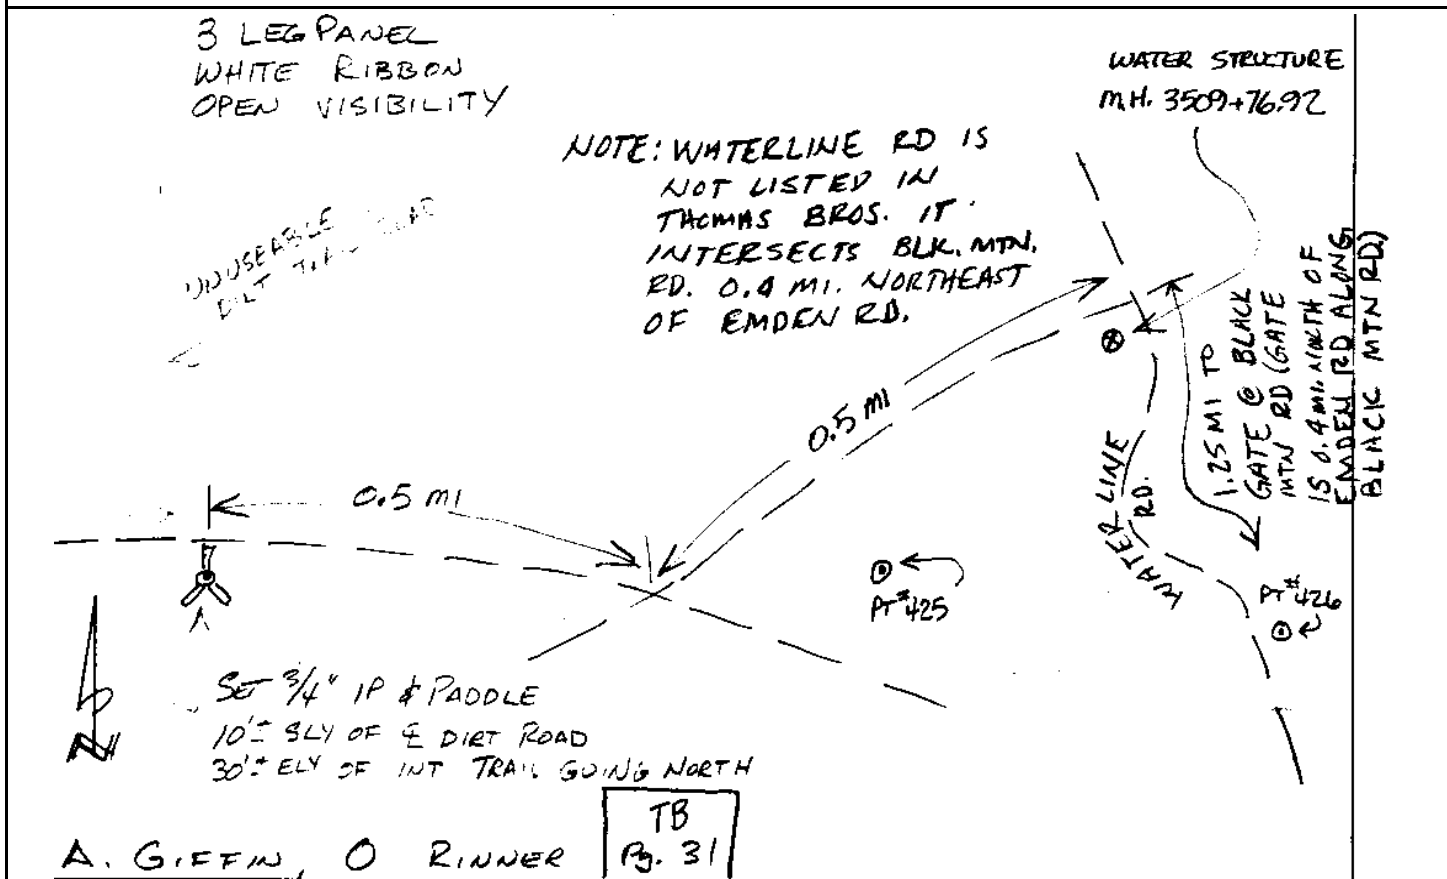 3 LEG PANEL
WHITE RIBBON
OPEN VISIBILITY
WATER STRUCTURE
M.H. 3509+76.92
NOTE: WATERLINE RD IS
NOT LISTED IN
THOMAS BROS. IT
INTERSECTS BLK. MTN.
RD. 0.4 MI. NORTHEAST
OF EMDEN RD.
UNUSEABLE
DIRT TRAIL ROAD
0.5 MI
0.5 MI
1.25 MI TO
GATE @ BLACK
MTN RD (GATE
IS 0.4 MI. NORTH OF
EMDEN RD ALONG
BLACK MTN RD)
WATER LINE
RD.
PT #425
PT #426
N
SET 3/4" IP & PADDLE
10'± SLY OF ℄ DIRT ROAD
30'± ELY OF INT TRAIL GOING NORTH
A. GIFFIN, O RINNER
TB
Pg. 31